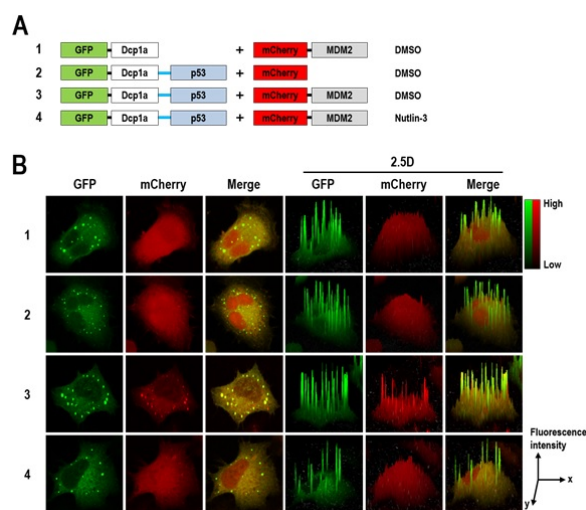 A
1 GFP Dcp1a + mCherry MDM2 DMSO
2 GFP Dcp1a p53 + mCherry DMSO
3 GFP Dcp1a p53 + mCherry MDM2 DMSO
4 GFP Dcp1a p53 + mCherry MDM2 Nutlin-3
B
2.5D
GFP mCherry Merge GFP mCherry Merge
1
High
Low
2
3
4
Fluorescence
intensity
x
y